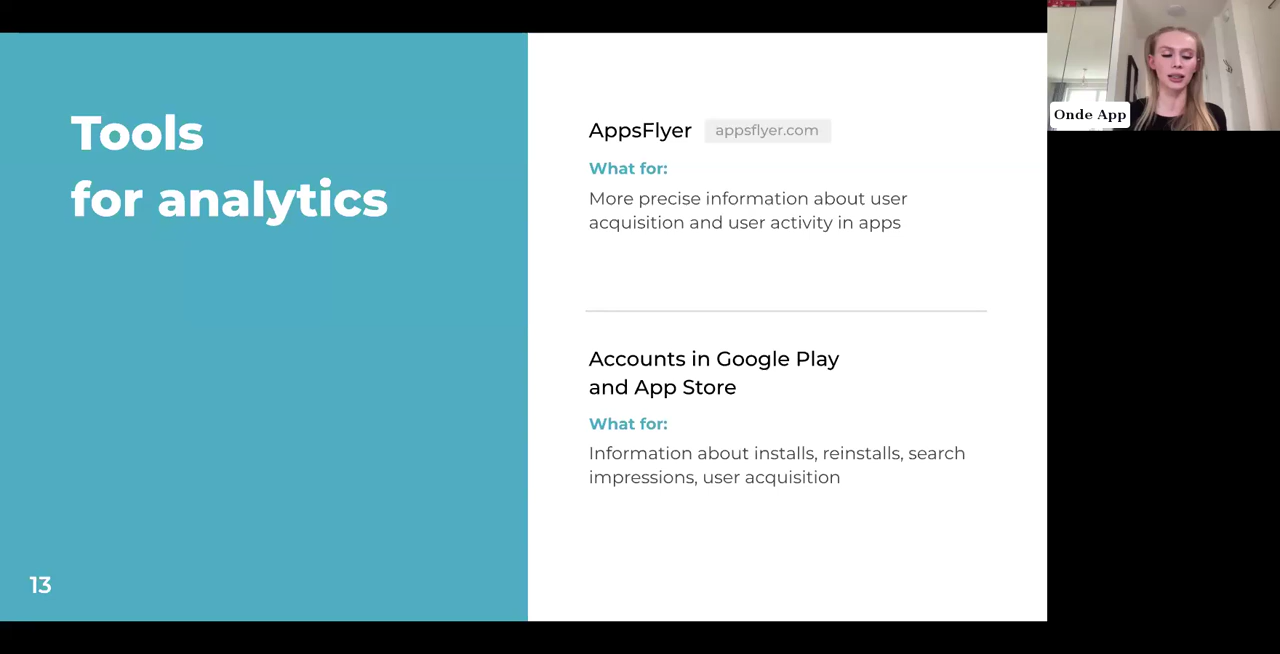 Tools
for analytics
13
AppsFlyer appsflyer.com
What for:
More precise information about user
acquisition and user activity in apps
Accounts in Google Play
and App Store
What for:
Information about installs, reinstalls, search
impressions, user acquisition
Onde App